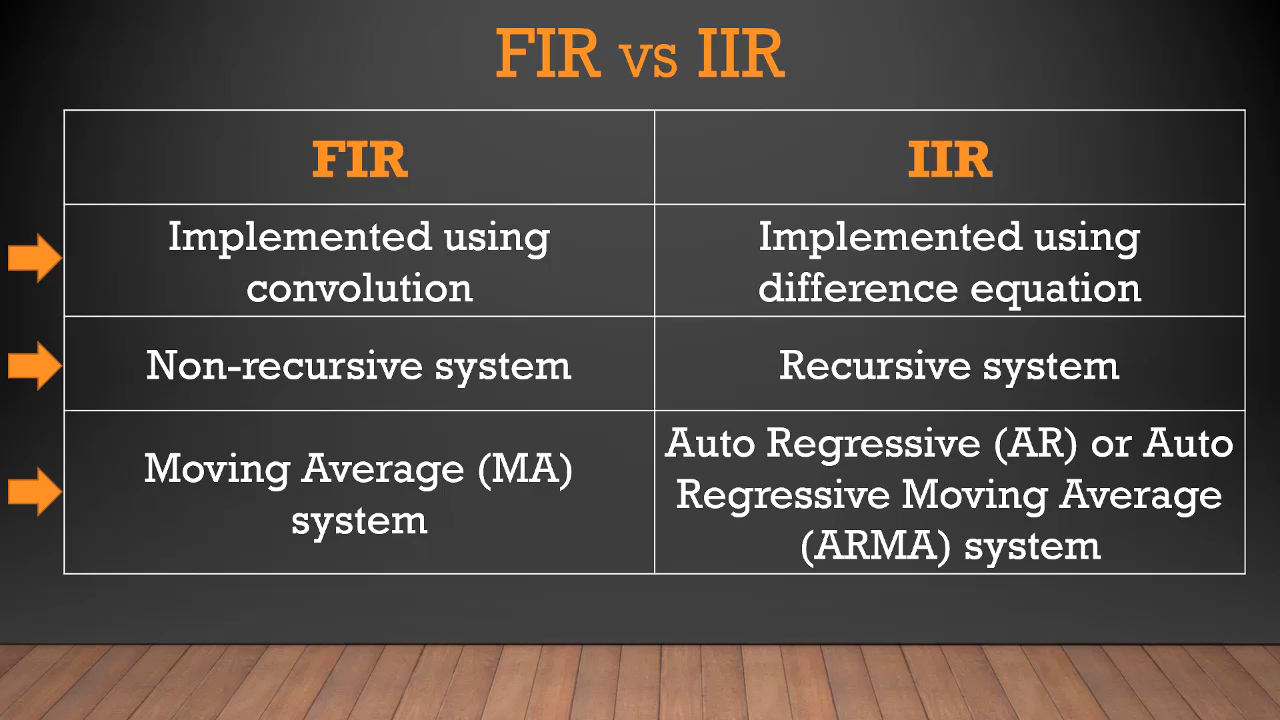 FIR vs IIR
FIR
IIR
Implemented using
convolution
Implemented using
difference equation
Non-recursive system
Recursive system
Moving Average (MA)
system
Auto Regressive (AR) or Auto
Regressive Moving Average
(ARMA) system